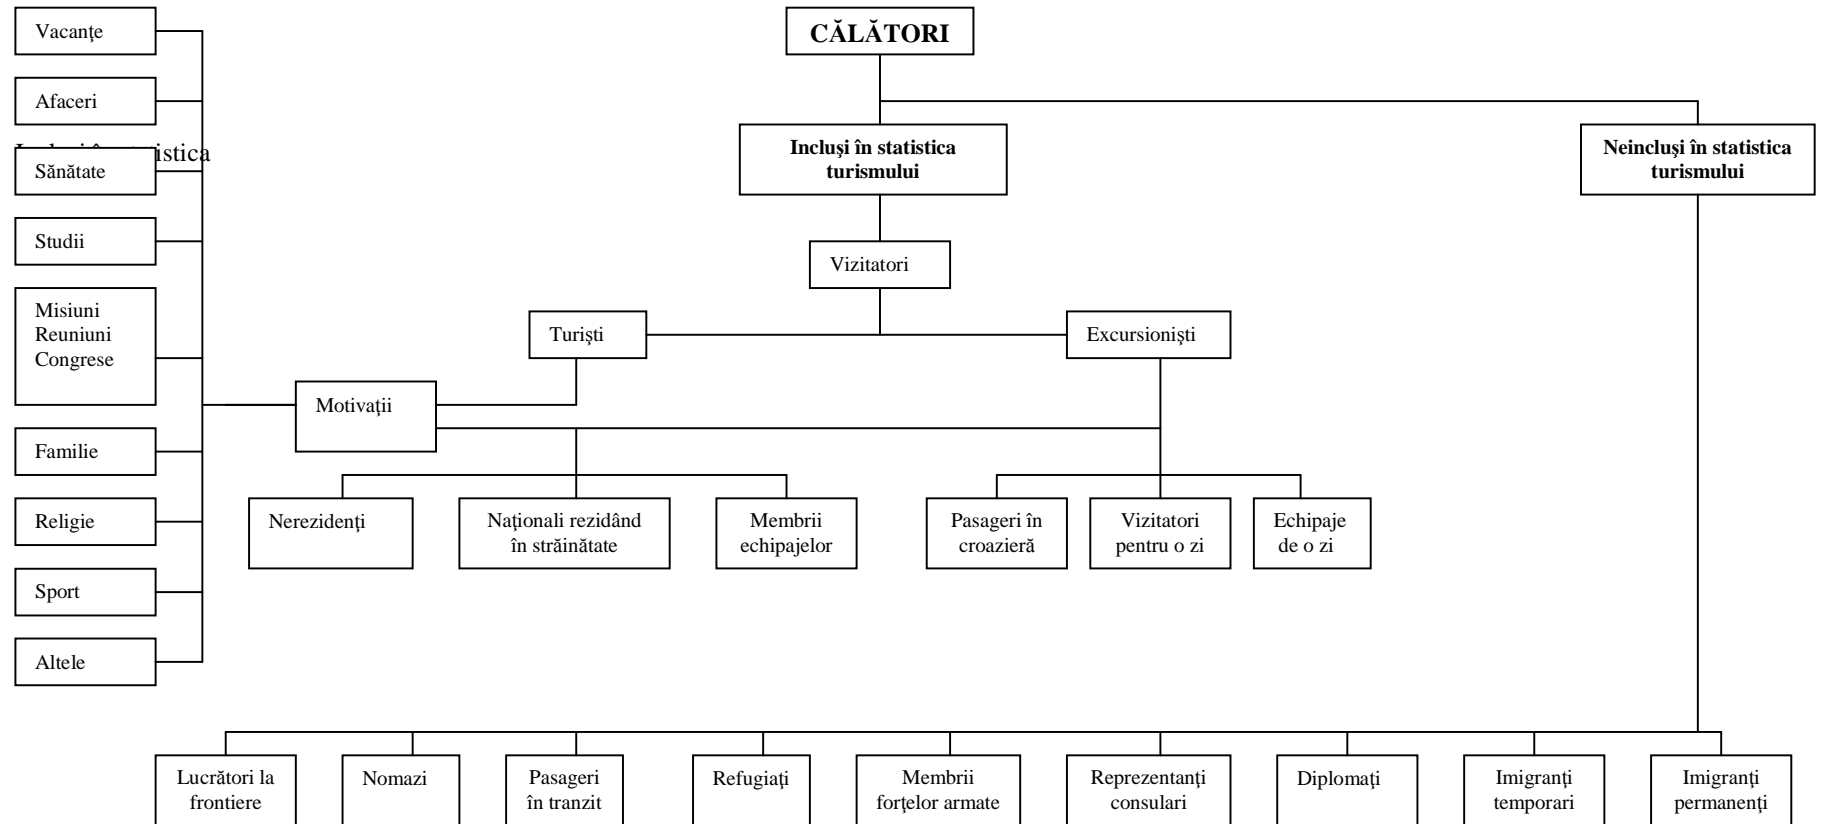 CĂLĂTORI
Incluşi în statistica
turismului
Neincluşi în statistica
turismului
Vizitatori
Turişti
Excursionişti
Motivaţii
Vacanţe
Afaceri
istica
Sănătate
Studii
Misiuni
Reuniuni
Congrese
Familie
Religie
Sport
Altele
Nerezidenţi
Naţionali rezidând
în străinătate
Membrii
echipajelor
Pasageri în
croazieră
Vizitatori
pentru o zi
Echipaje
de o zi
Lucrători la
frontiere
Nomazi
Pasageri
în tranzit
Refugiaţi
Membrii
forţelor armate
Reprezentanţi
consulari
Diplomaţi
Imigranţi
temporari
Imigranţi
permanenţi